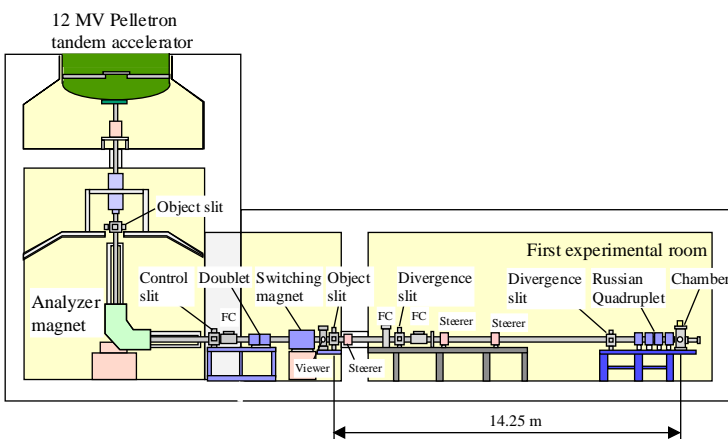 12 MV Pelletron
tandem accelerator
Object slit
First experimental room
Control
slit
Doublet
Switching
magnet
Object
slit
Divergence
slit
Divergence
slit
Russian
Quadruplet
Chamber
Analyzer
magnet
FC
FC
FC
Steerer
Steerer
Viewer
Steerer
14.25 m